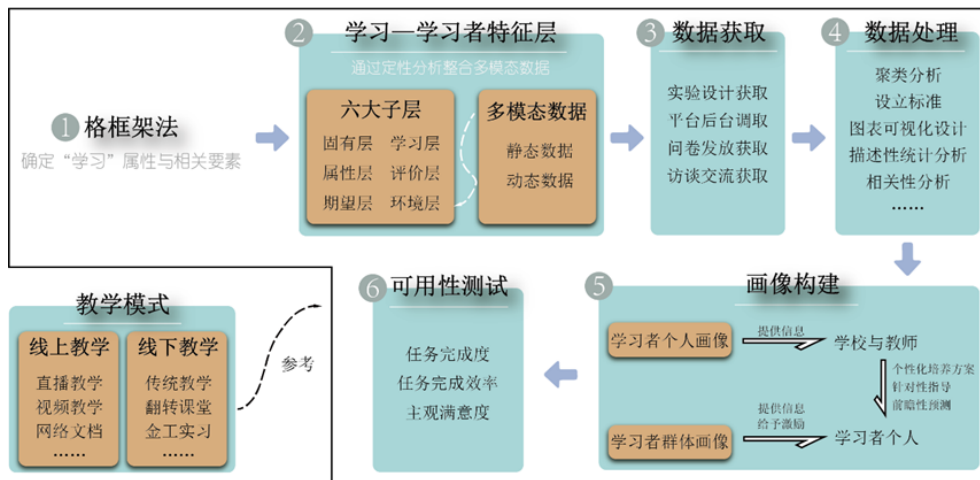 1 格框架法
确定“学习”属性与相关要素
2 学习—学习者特征层
通过定性分析整合多模态数据
六大子层
固有层 学习层
属性层 评价层
期望层 环境层
多模态数据
静态数据
动态数据
3 数据获取
实验设计获取
平台后台调取
问卷发放获取
访谈交流获取
4 数据处理
聚类分析
设立标准
图表可视化设计
描述性统计分析
相关性分析
……
5 画像构建
学习者个人画像
提供信息
学校与教师
个性化培养方案
针对性指导
前瞻性预测
学习者群体画像
提供信息
给予激励
学习者个人
6 可用性测试
任务完成度
任务完成效率
主观满意度
教学模式
线上教学
直播教学
视频教学
网络文档
……
线下教学
传统教学
翻转课堂
金工实习
……
参考